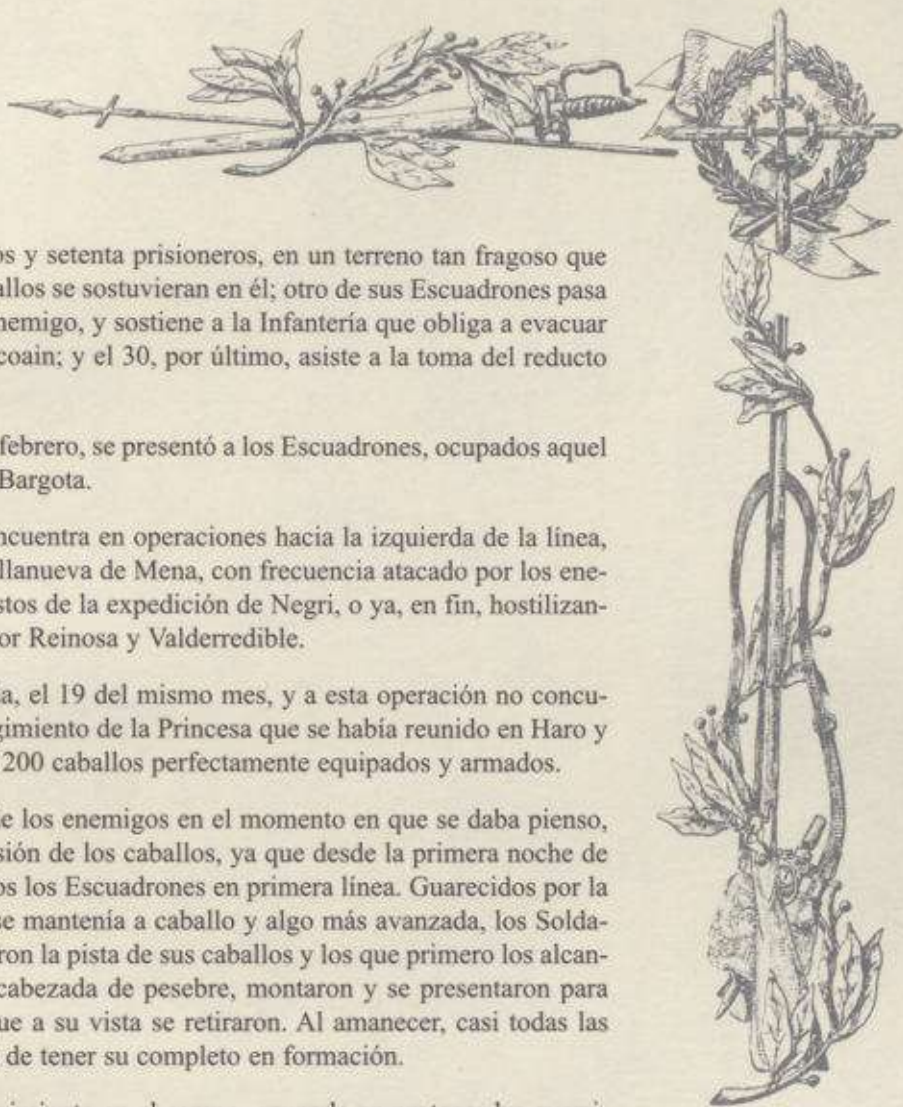 os y setenta prisioneros, en un terreno tan fragoso que
allos se sostuvieran en él; otro de sus Escuadrones pasa
nemigo, y sostiene a la Infantería que obliga a evacuar
coain; y el 30, por último, asiste a la toma del reducto
febrero, se presentó a los Escuadrones, ocupados aquel
Bargota.
ncuentra en operaciones hacia la izquierda de la línea,
llanueva de Mena, con frecuencia atacado por los ene-
stos de la expedición de Negri, o ya, en fin, hostilizan-
or Reinosa y Valderredible.
a, el 19 del mismo mes, y a esta operación no concu-
gimiento de la Princesa que se había reunido en Haro y
200 caballos perfectamente equipados y armados.
e los enemigos en el momento en que se daba pienso,
sión de los caballos, ya que desde la primera noche de
os los Escuadrones en primera línea. Guarecidos por la
se mantenía a caballo y algo más avanzada, los Solda-
ron la pista de sus caballos y los que primero los alcan-
cabezada de pesebre, montaron y se presentaron para
ue a su vista se retiraron. Al amanecer, casi todas las
de tener su completo en formación.